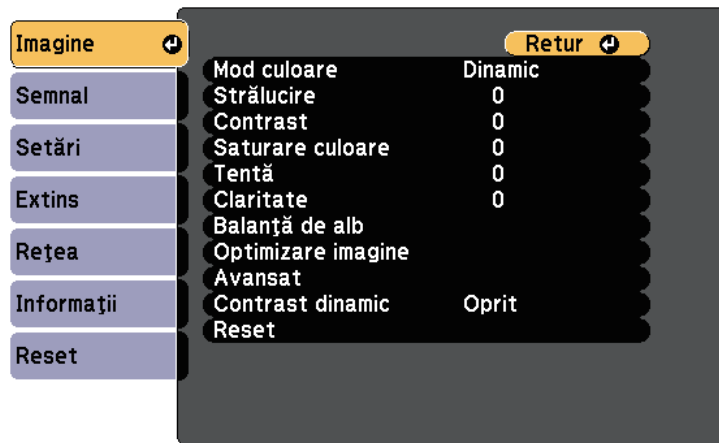 Imagine
Semnal
Setări
Extins
Reţea
Informaţii
Reset
Retur
Mod culoare Dinamic
Strălucire 0
Contrast 0
Saturare culoare 0
Tentă 0
Claritate 0
Balanţă de alb
Optimizare imagine
Avansat
Contrast dinamic Oprit
Reset